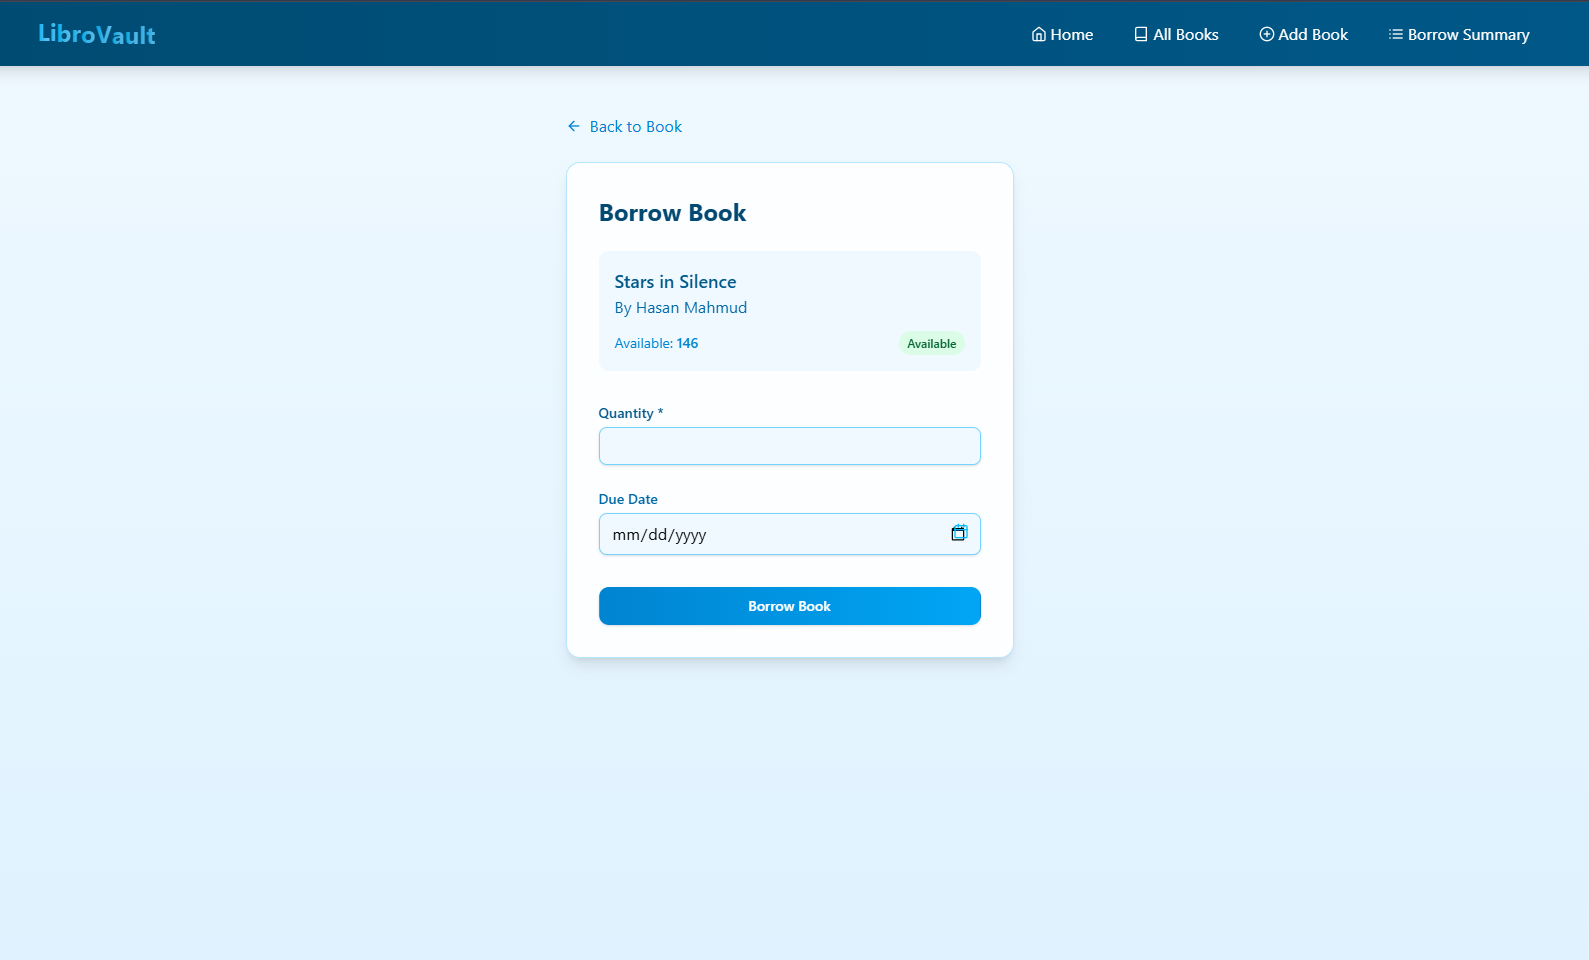 LibroVault
Home
All Books
Add Book
Borrow Summary
Back to Book
Borrow Book
Stars in Silence
By Hasan Mahmud
Available: 146
Available
Quantity *
Due Date
mm/dd/yyyy
Borrow Book